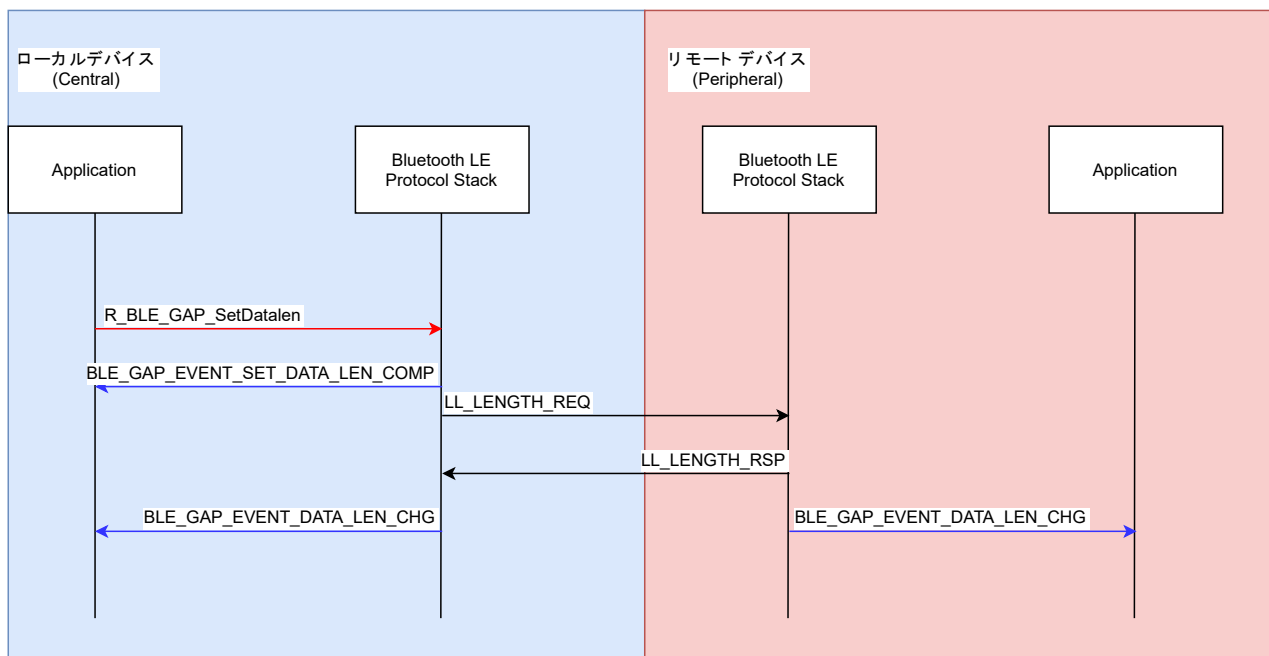 ローカルデバイス
(Central)
リモートデバイス
(Peripheral)
Application
Bluetooth LE
Protocol Stack
Bluetooth LE
Protocol Stack
Application
R_BLE_GAP_SetDatalen
BLE_GAP_EVENT_SET_DATA_LEN_COMP
LL_LENGTH_REQ
LL_LENGTH_RSP
BLE_GAP_EVENT_DATA_LEN_CHG
BLE_GAP_EVENT_DATA_LEN_CHG